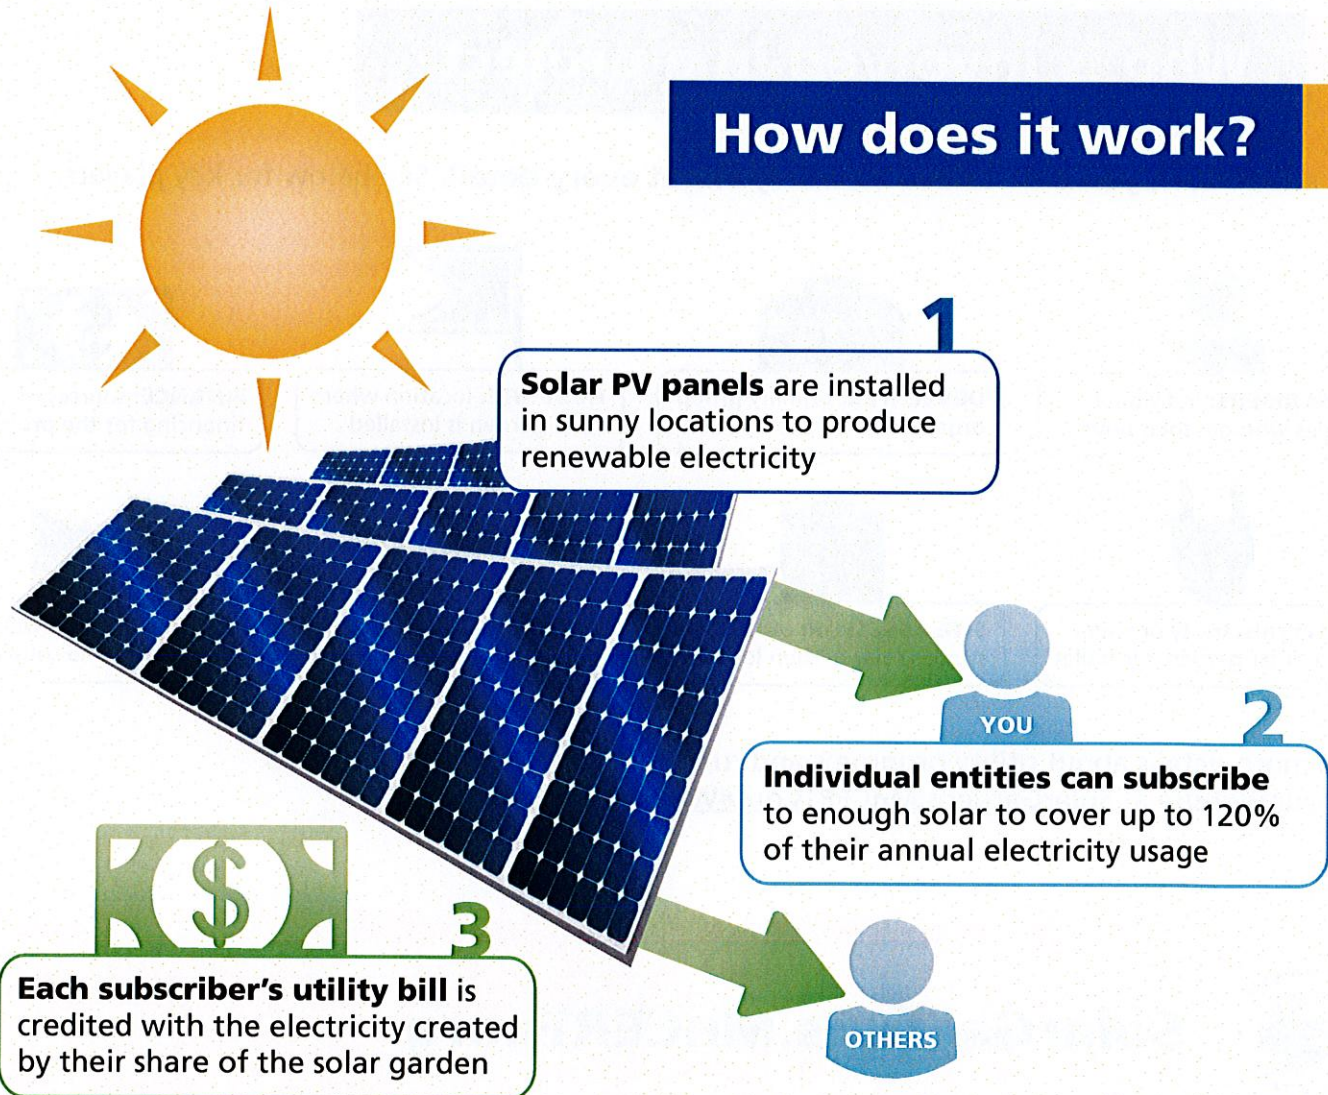 How does it work?
1
Solar PV panels are installed
in sunny locations to produce
renewable electricity
YOU
2
Individual entities can subscribe
to enough solar to cover up to 120%
of their annual electricity usage
3
Each subscriber's utility bill is
credited with the electricity created
by their share of the solar garden
OTHERS